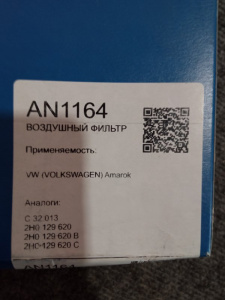 AN1164
ВОЗДУШНЫЙ ФИЛЬТР
Применяемость:
VW (VOLKSWAGEN) Amarok
Аналоги:
C 32 013
2H0 129 620
2H0 129 620 B
2H0 129 620 C
AN1164